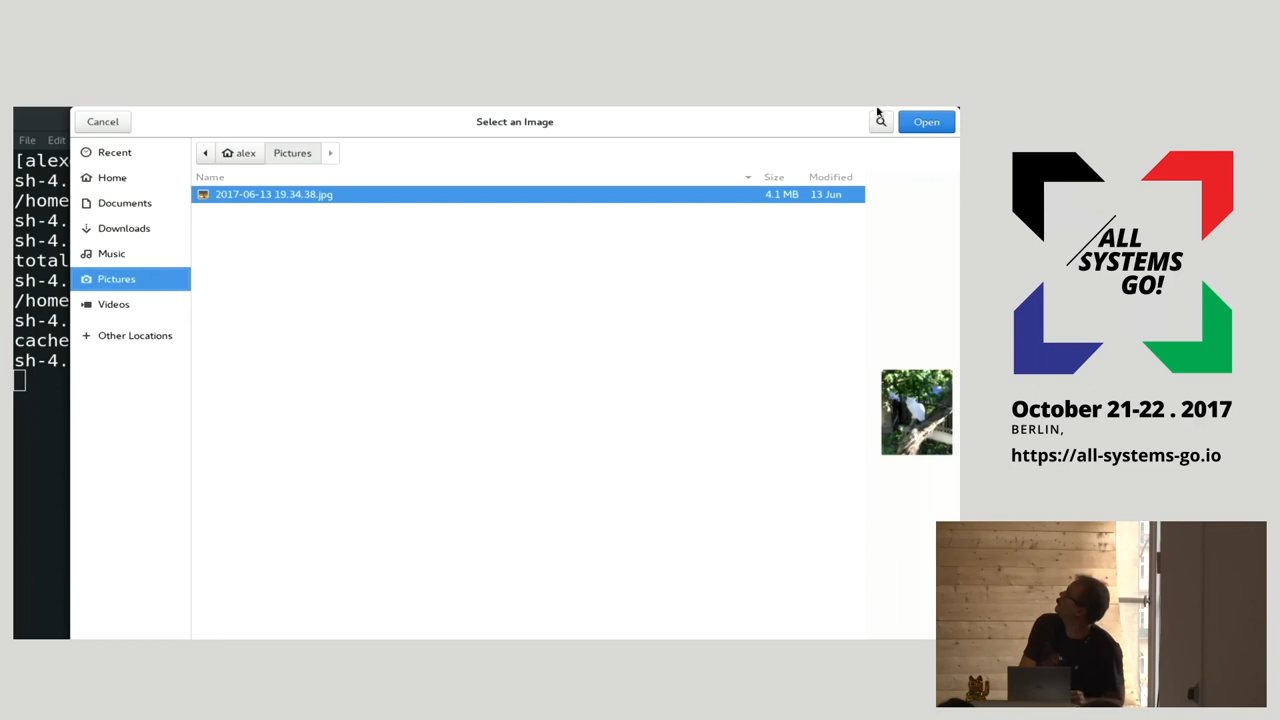 Cancel
Select an Image
Open
File Edit
Recent
Home
Documents
Downloads
Music
Pictures
Videos
Other Locations
alex
Pictures
Name
Size
Modified
2017-06-13 19.34.38.jpg
4.1 MB
13 Jun
[alex
sh-4.
/home
sh-4.
sh-4.
total
sh-4.
/home
sh-4.
cache
sh-4.
ALL
SYSTEMS
GO!
October 21-22 . 2017
BERLIN,
https://all-systems-go.io